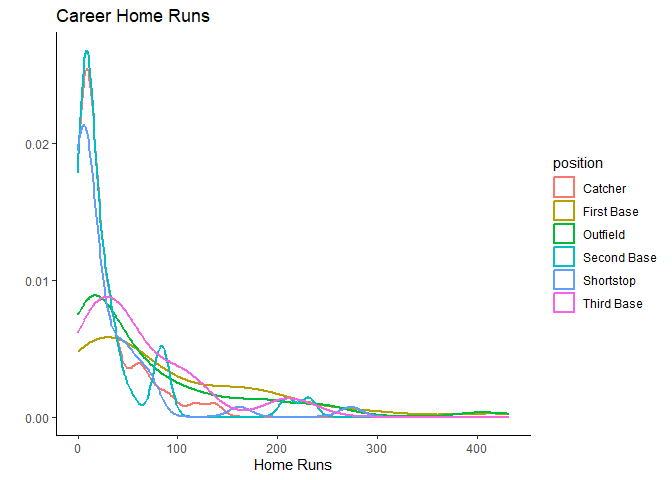 Career Home Runs
0.02
0.01
0.00
0
100
200
300
400
Home Runs
position
Catcher
First Base
Outfield
Second Base
Shortstop
Third Base